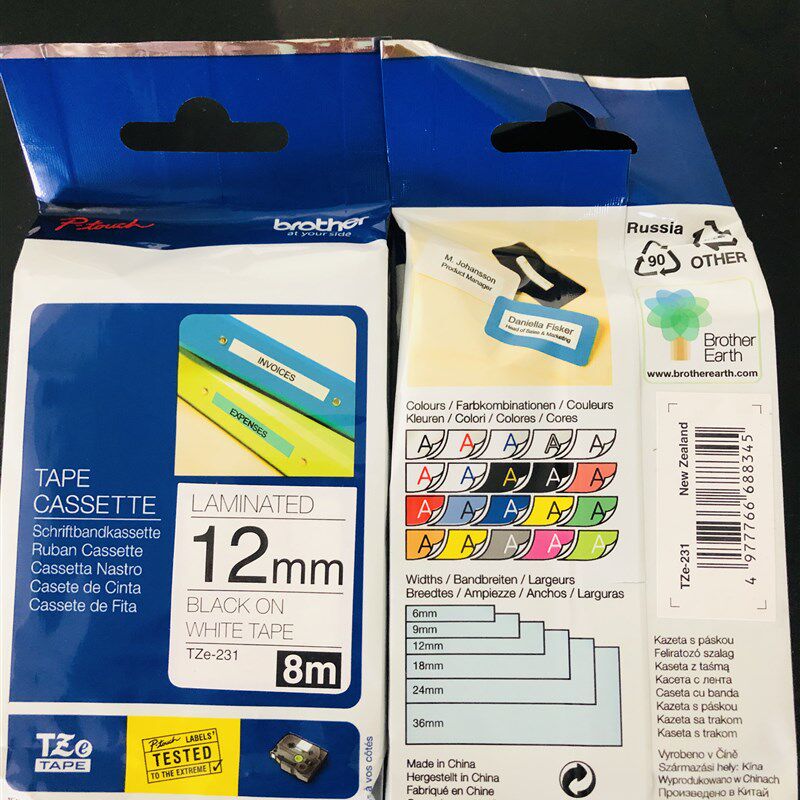 P-touch
brother
at your side
INVOICES
EXPENSES
TAPE
CASSETTE
Schriftbandkassette
Ruban Cassette
Cassetta Nastro
Casete de Cinta
Cassete de Fita
LAMINATED
12mm
BLACK ON
WHITE TAPE
TZe-231
8m
TZe
TAPE
P-touch LABELS'
TESTED
TO THE EXTREME
à vos côtés
M. Johansson
Product Manager
Daniella Fisker
Head of Sales & Marketing
Colours / Farbkombinationen / Couleurs
Kleuren / Colori / Colores / Cores
A A A A A
A A A A A
A A A A A
A A A A A
Widths / Bandbreiten / Largeurs
Breedtes / Ampiezze / Anchos / Larguras
6mm
9mm
12mm
18mm
24mm
36mm
Made in China
Hergestellt in China
Fabriqué en Chine
Russia
90
OTHER
Brother
Earth
www.brotherearth.com
New Zealand
TZe-231
4 977766 688345
Kazeta s páskou
Feliratozó szalag
Kaseta z taśmą
Касета с лента
Caseta cu banda
Kazeta s páskou
Kaseta sa trakom
Kaseta s trakom
Vyrobeno v Číně
Származási hely: Kína
Wyprodukowano w Chinach
Произведено в Китай